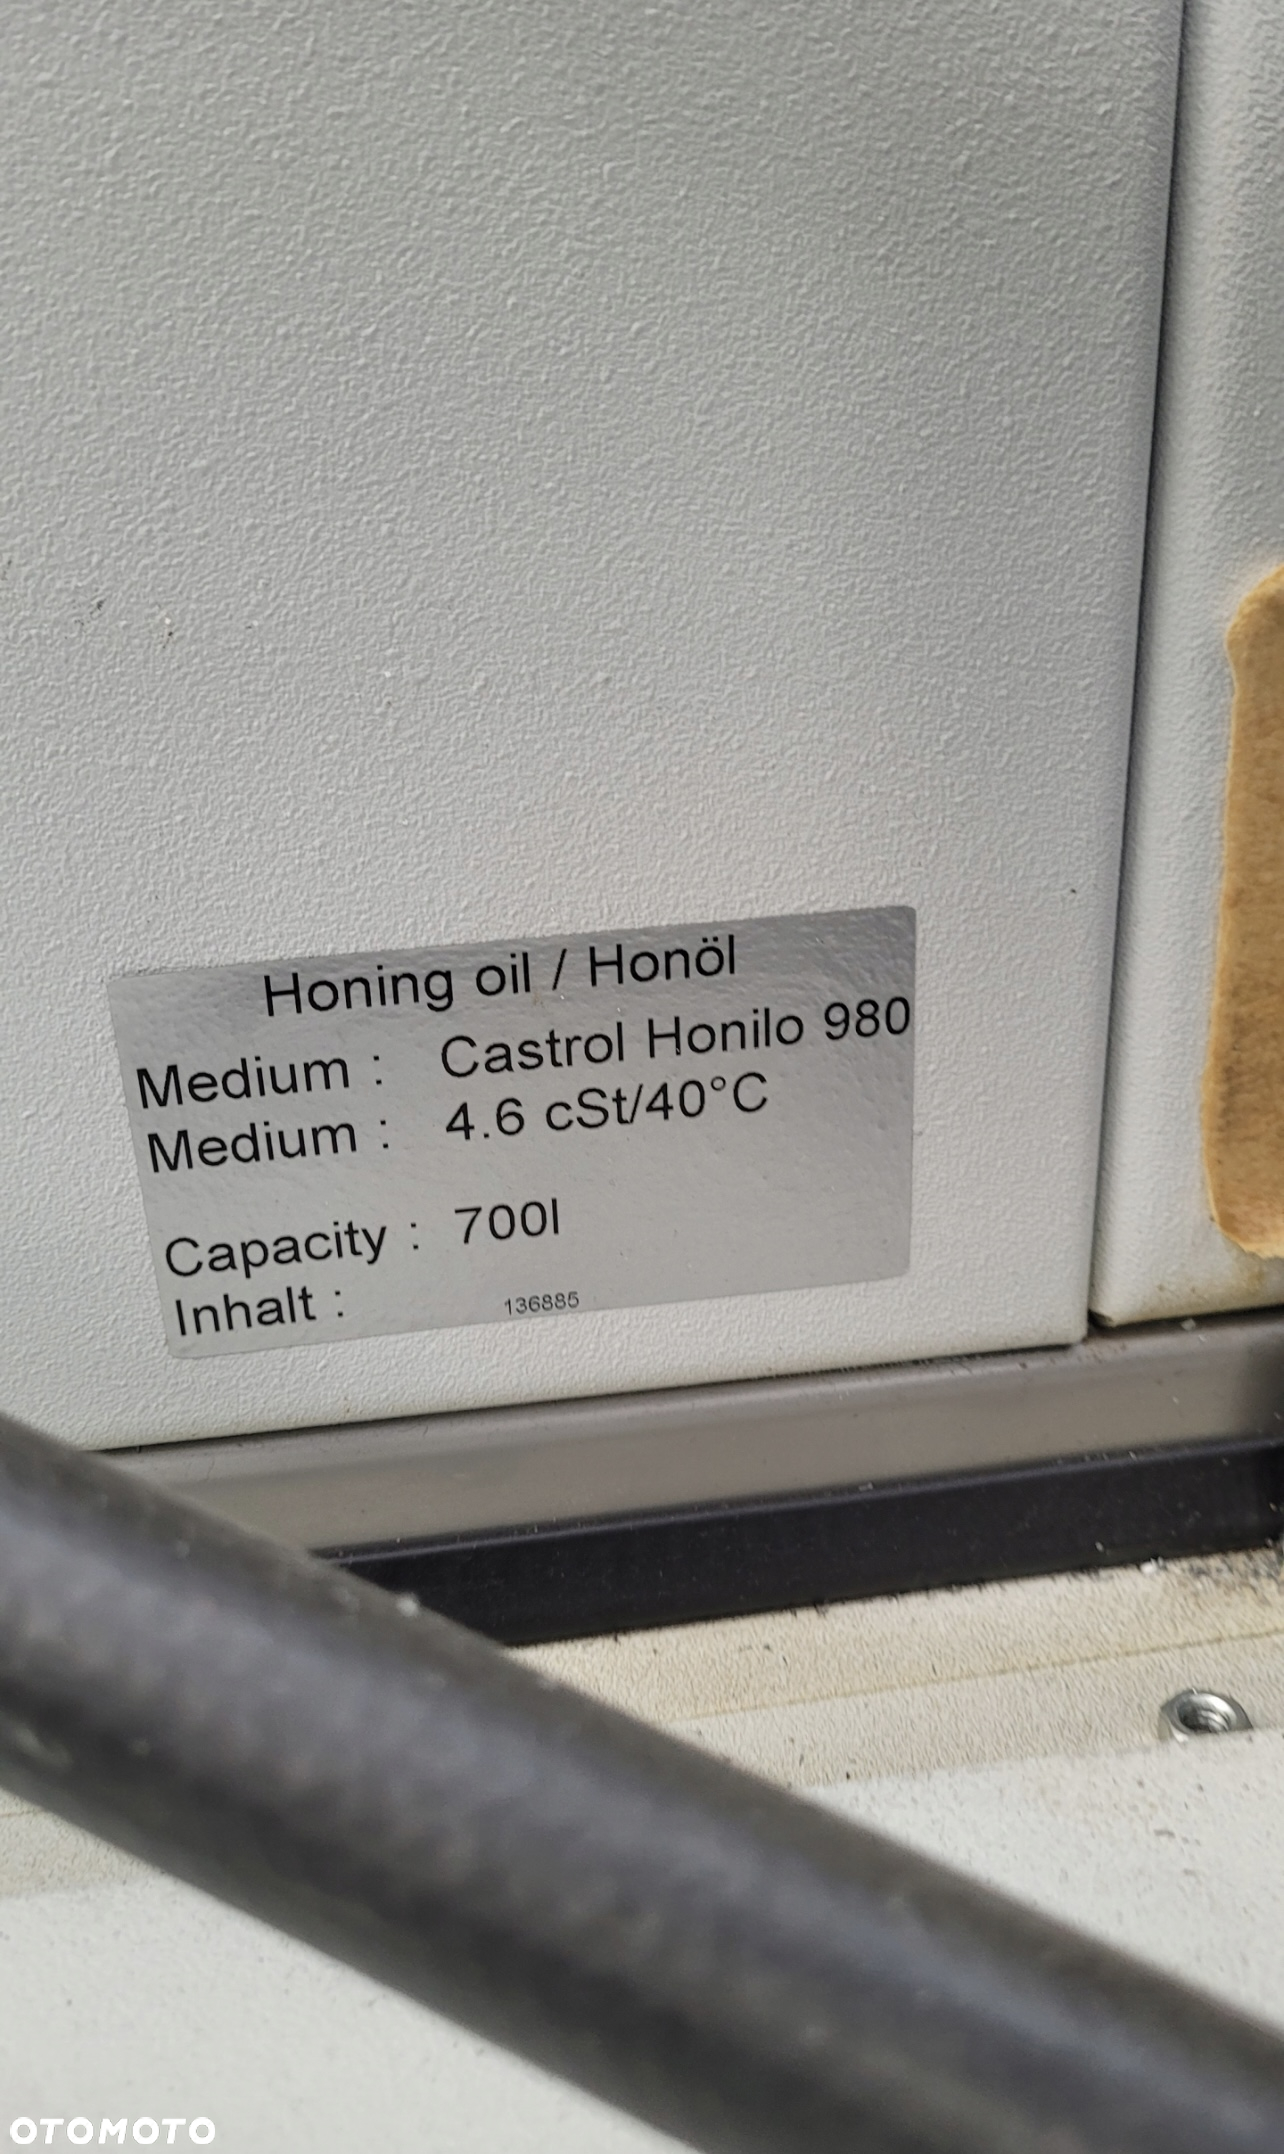 Honing oil / Honöl
Medium : Castrol Honilo 980
Medium : 4.6 cSt/40°C
Capacity : 700l
Inhalt :
136885
OTOMOTO